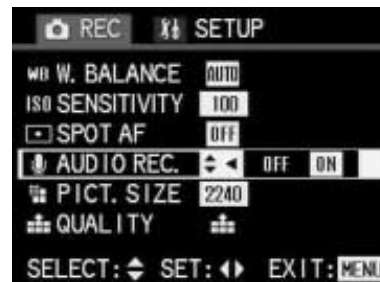 REC SETUP
WB W. BALANCE AUTO
ISO SENSITIVITY 100
SPOT AF OFF
AUDIO REC. OFF ON
PICT. SIZE 2240
QUALITY
SELECT: SET: EXIT: MENU